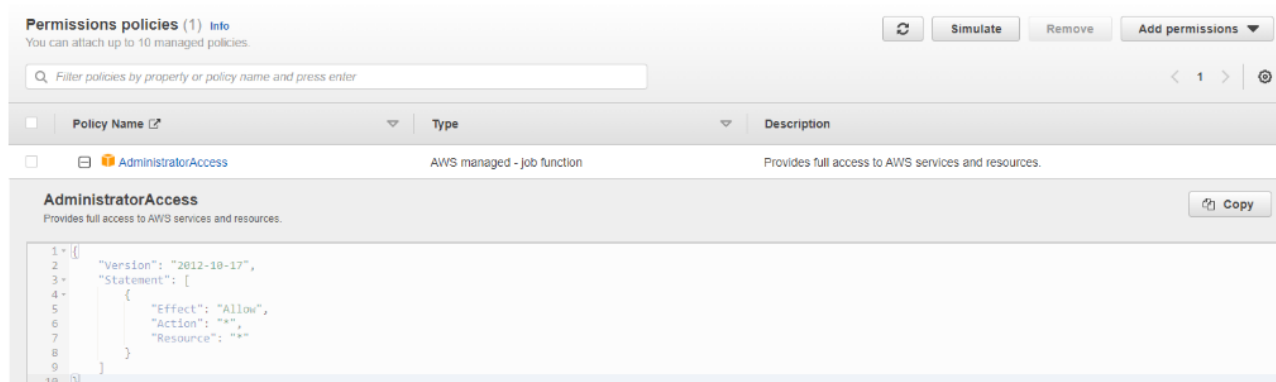 Permissions policies (1) Info
You can attach up to 10 managed policies.
Simulate Remove Add permissions
Filter policies by property or policy name and press enter
1
Policy Name Type Description
AdministratorAccess AWS managed - job function Provides full access to AWS services and resources.
AdministratorAccess
Provides full access to AWS services and resources.
Copy
1 {
2 "Version": "2012-10-17",
3 "Statement": [
4 {
5 "Effect": "Allow",
6 "Action": "*",
7 "Resource": "*"
8 }
9 ]
10 }